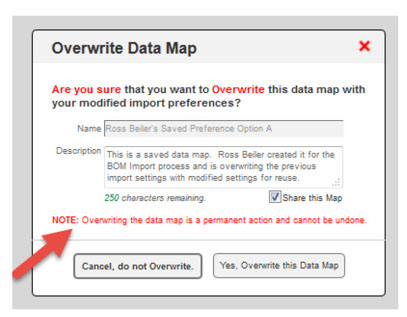 Overwrite Data Map
Are you sure that you want to Overwrite this data map with
your modified import preferences?
Name Ross Beiler's Saved Preference Option A
Description This is a saved data map. Ross Beiler created it for the
BOM Import process and is overwriting the previous
import settings with modified settings for reuse.
250 characters remaining. Share this Map
NOTE: Overwriting the data map is a permanent action and cannot be undone.
Cancel, do not Overwrite. Yes, Overwrite this Data Map